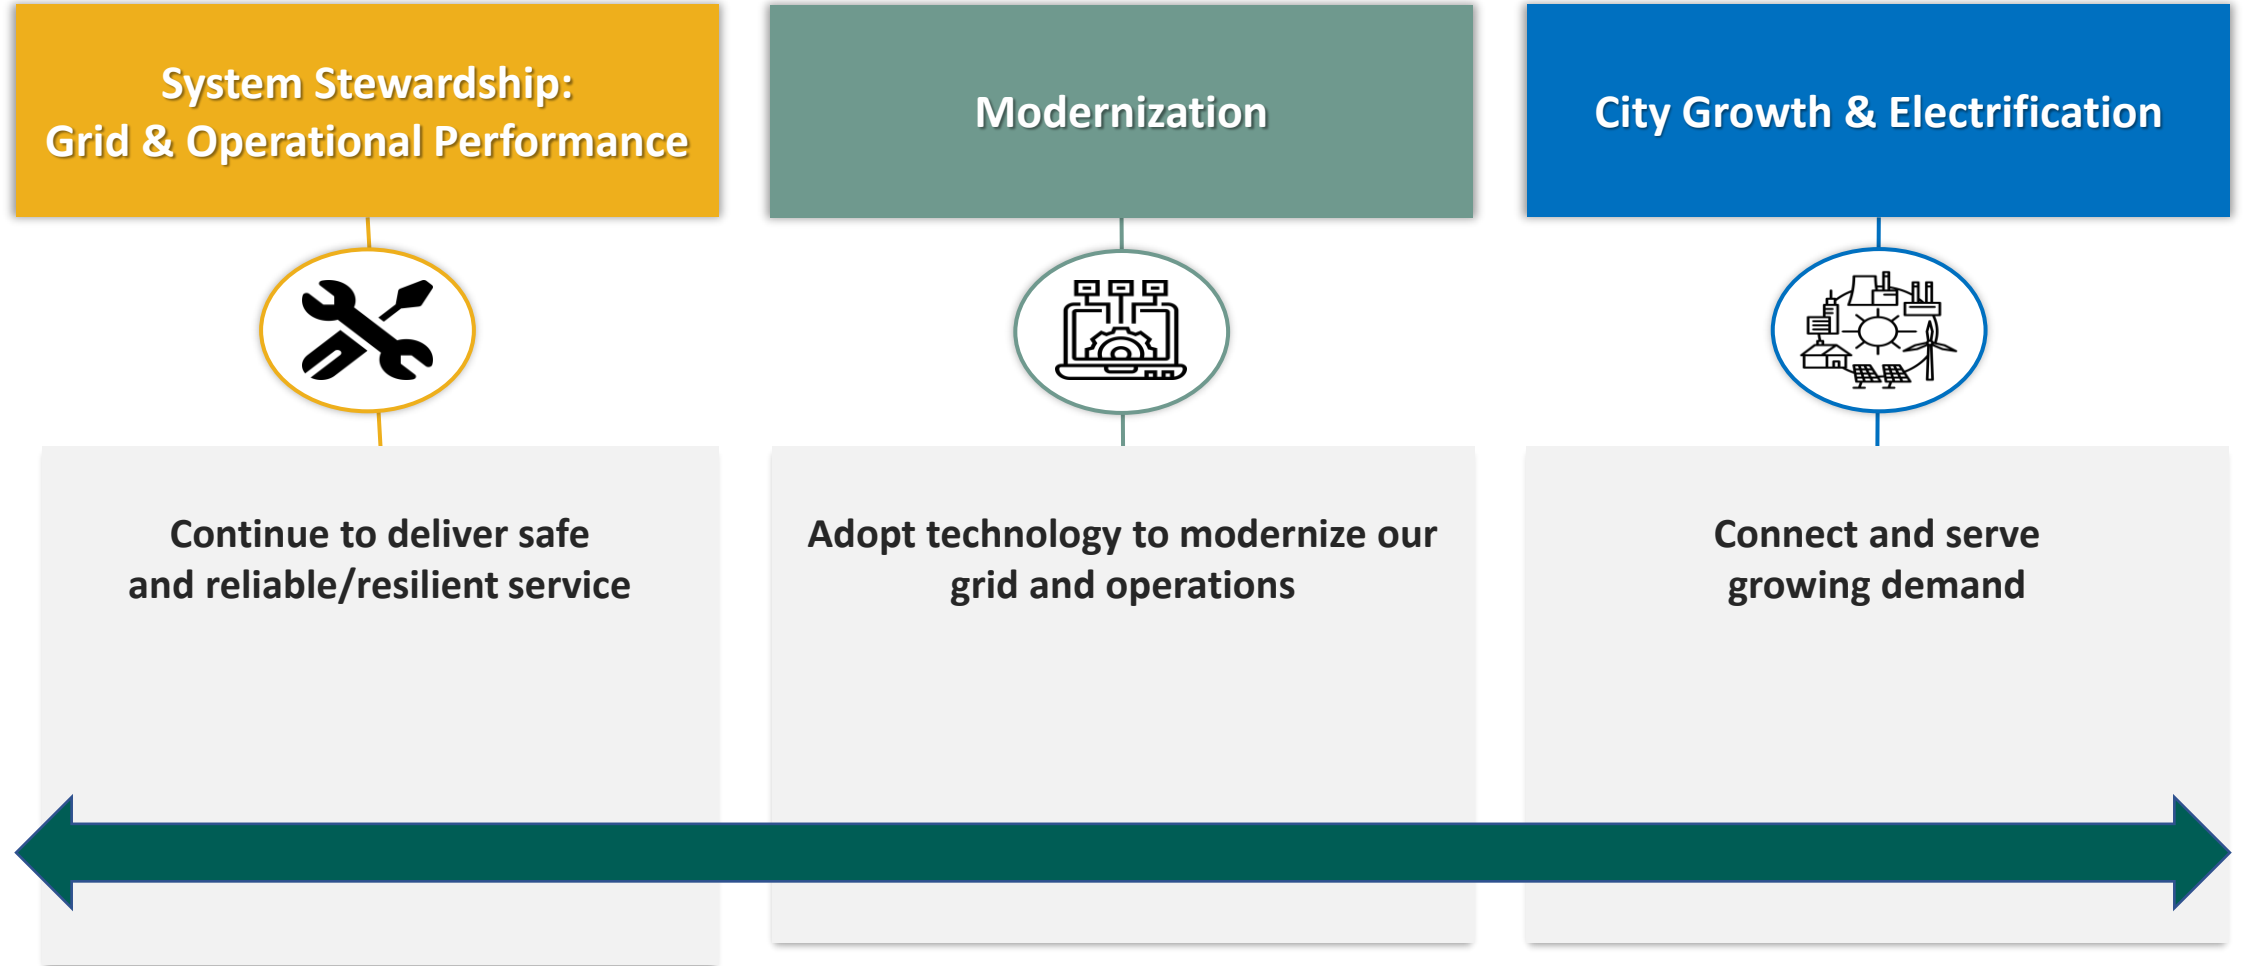 System Stewardship:
Grid & Operational Performance
Modernization
City Growth & Electrification
Continue to deliver safe
and reliable/resilient service
Adopt technology to modernize our
grid and operations
Connect and serve
growing demand